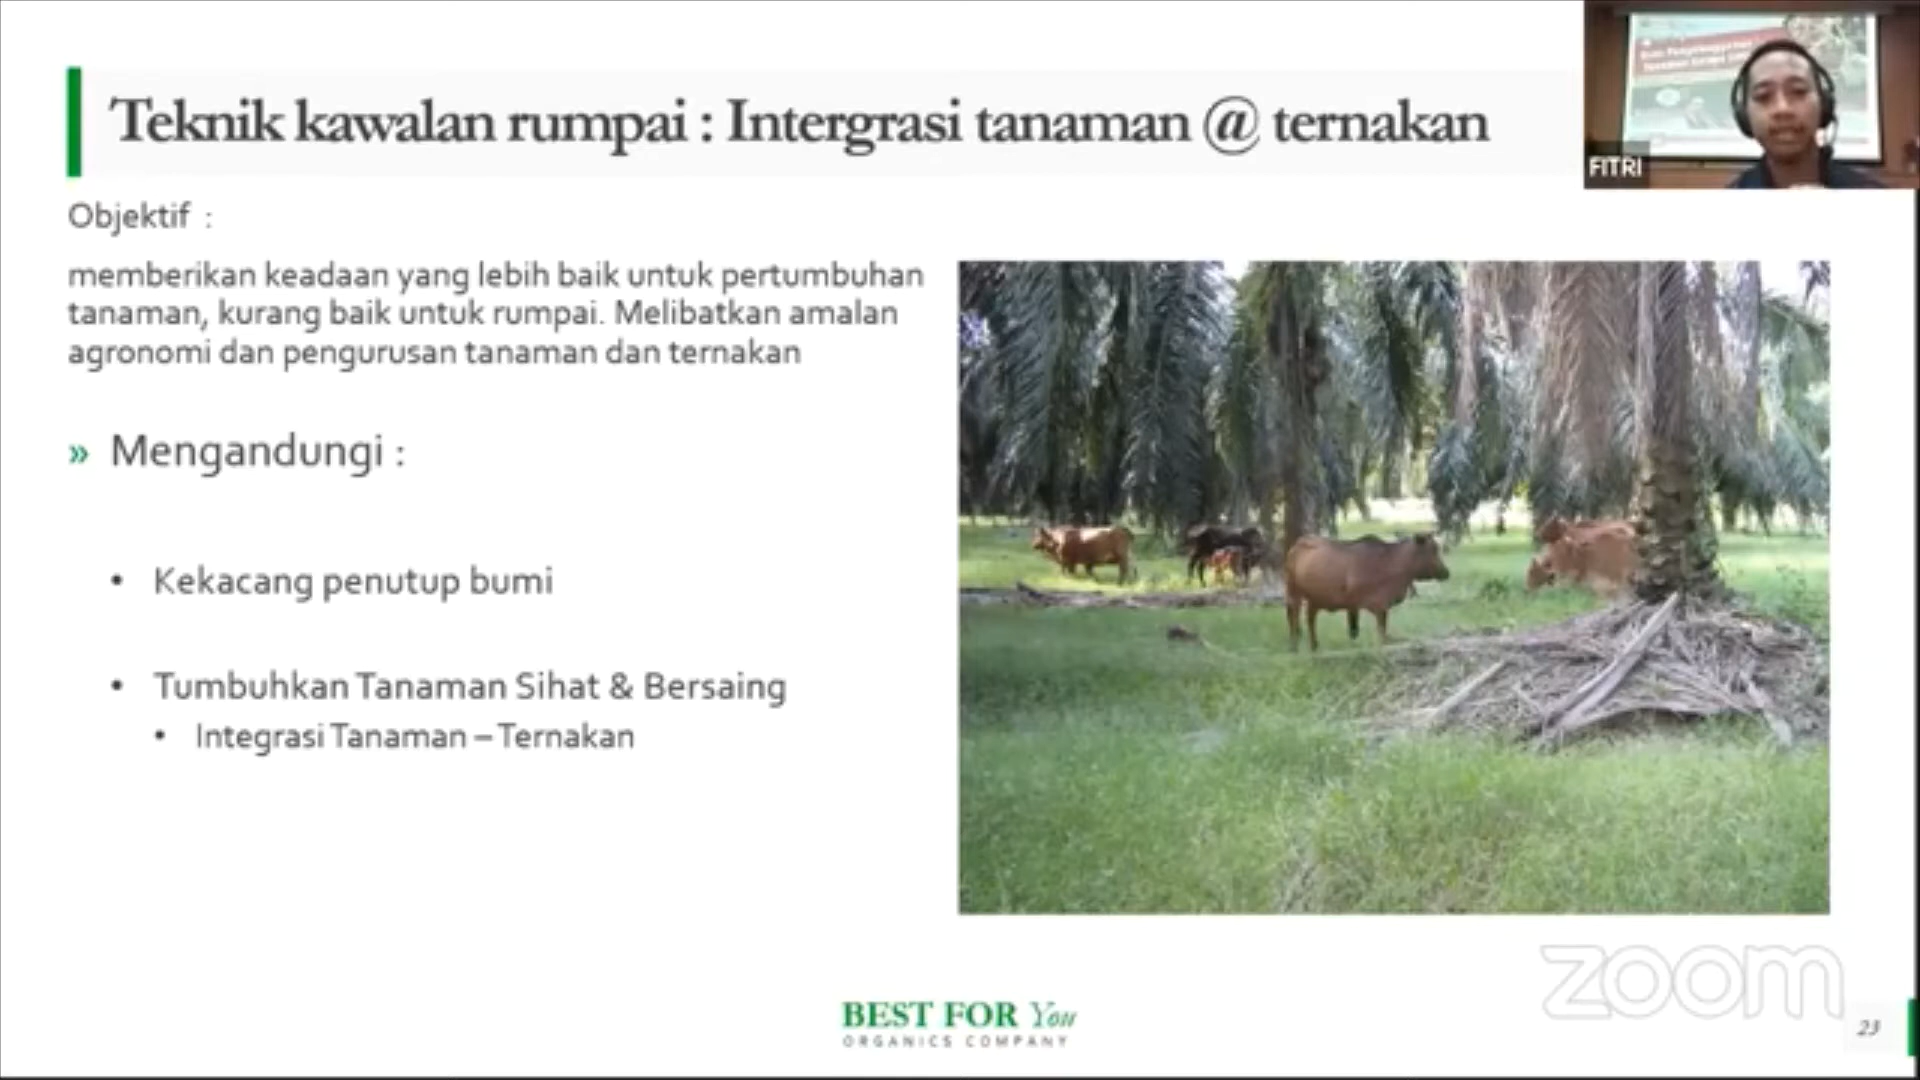 Teknik kawalan rumpai : Intergrasi tanaman @ ternakan
FITRI
Objektif :
memberikan keadaan yang lebih baik untuk pertumbuhan
tanaman, kurang baik untuk rumpai. Melibatkan amalan
agronomi dan pengurusan tanaman dan ternakan
» Mengandungi :
• Kekacang penutup bumi
• Tumbuhkan Tanaman Sihat & Bersaing
• Integrasi Tanaman – Ternakan
zoom
BEST FOR You
ORGANICS COMPANY
23